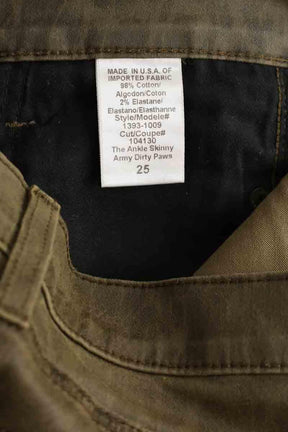 MADE IN U.S.A. OF
IMPORTED FABRIC
98% Cotton/
Algodon/Coton
2% Elastane/
Elastano/Elasthanne
Style/Modele#
1393-1009
Cut/Coupe#
104130
The Ankle Skinny
Army Dirty Paws
25